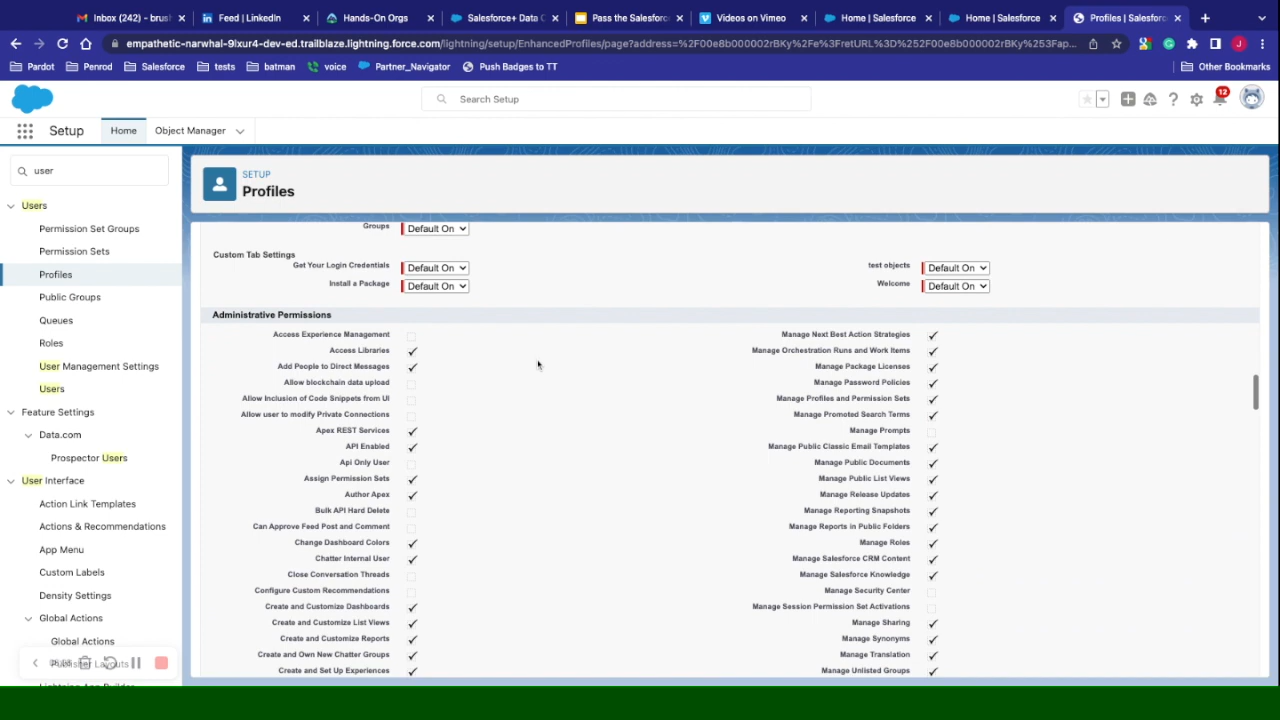 Inbox (242) – brus
Feed | LinkedIn
Hands-On Orgs
Salesforce+ Data C
Pass the Salesforc
Videos on Vimeo
Home | Salesforce
Home | Salesforce
Profiles | Salesforc
empathetic-narwhal-9lxur4-dev-ed.trailblaze.lightning.force.com/lightning/setup/EnhancedProfiles/page?address=%2F00e8b000002rBKy%2Fe%3FretURL%3D%252F00e8b000002rBKy%253Fap...
Pardot
Penrod
Salesforce
tests
batman
voice
Partner_Navigator
Push Badges to TT
Other Bookmarks
Search Setup
12
Setup
Home
Object Manager
user
Users
Permission Set Groups
Permission Sets
Profiles
Public Groups
Queues
Roles
User Management Settings
Users
Feature Settings
Data.com
Prospector Users
User Interface
Action Link Templates
Actions & Recommendations
App Menu
Custom Labels
Density Settings
Global Actions
Global Actions
Publisher Layouts
Lightning App Builder
SETUP
Profiles
Groups Default On
Custom Tab Settings
Get Your Login Credentials Default On test objects Default On
Install a Package Default On Welcome Default On
Administrative Permissions
Access Experience Management Manage Next Best Action Strategies
Access Libraries Manage Orchestration Runs and Work Items
Add People to Direct Messages Manage Package Licenses
Allow blockchain data upload Manage Password Policies
Allow Inclusion of Code Snippets from UI Manage Profiles and Permission Sets
Allow user to modify Private Connections Manage Promoted Search Terms
Apex REST Services Manage Prompts
API Enabled Manage Public Classic Email Templates
Api Only User Manage Public Documents
Assign Permission Sets Manage Public List Views
Author Apex Manage Release Updates
Bulk API Hard Delete Manage Reporting Snapshots
Can Approve Feed Post and Comment Manage Reports in Public Folders
Change Dashboard Colors Manage Roles
Chatter Internal User Manage Salesforce CRM Content
Close Conversation Threads Manage Salesforce Knowledge
Configure Custom Recommendations Manage Security Center
Create and Customize Dashboards Manage Session Permission Set Activations
Create and Customize List Views Manage Sharing
Create and Customize Reports Manage Synonyms
Create and Own New Chatter Groups Manage Translation
Create and Set Up Experiences Manage Unlisted Groups